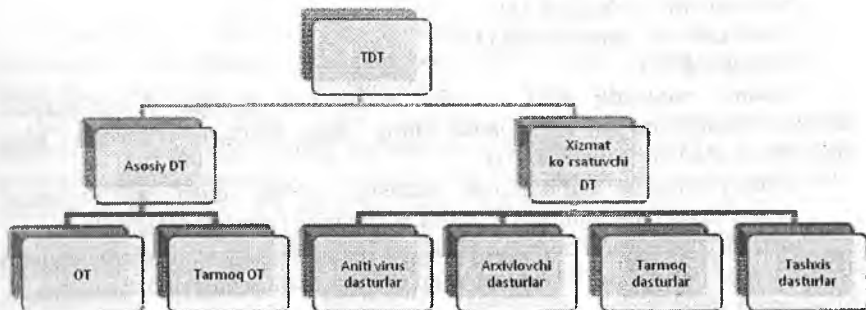 TDT
Asosiy DT
Xizmat
ko'rsatuvchi
DT
OT
Tarmoq OT
Aniti virus
dasturlar
Arxivlovchi
dasturlar
Tarmoq
dasturlar
Tashxis
dasturlar